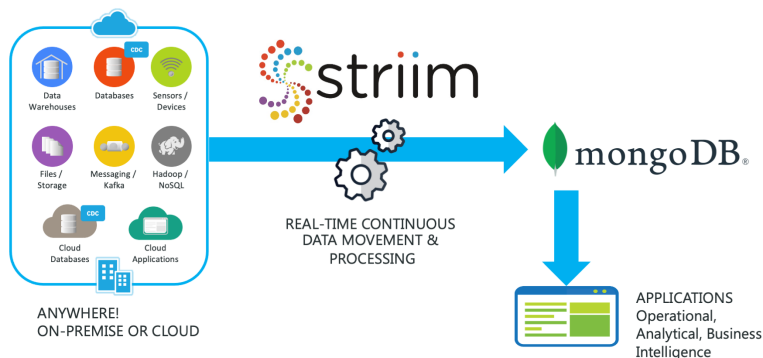 CDC
Data
Warehouses
Databases
Sensors /
Devices
Files /
Storage
Messaging /
Kafka
Hadoop /
NoSQL
CDC
Cloud
Databases
Cloud
Applications
ANYWHERE!
ON-PREMISE OR CLOUD
striim
REAL-TIME CONTINUOUS
DATA MOVEMENT &
PROCESSING
mongoDB®
APPLICATIONS
Operational,
Analytical, Business
Intelligence